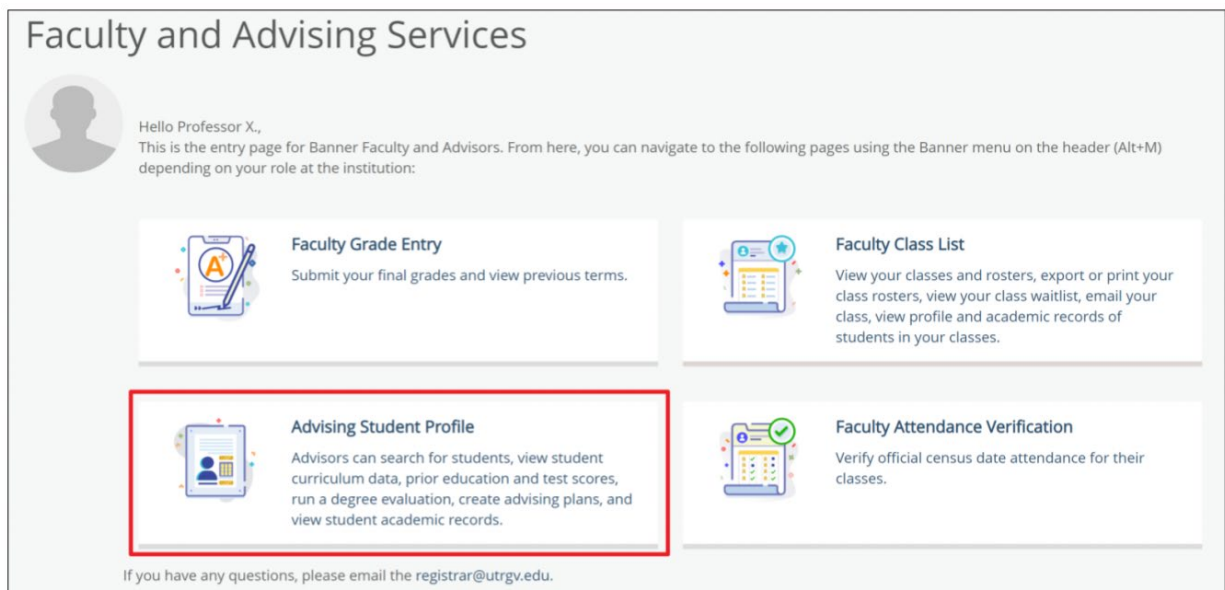 Faculty and Advising Services
Hello Professor X.,
This is the entry page for Banner Faculty and Advisors. From here, you can navigate to the following pages using the Banner menu on the header (Alt+M)
depending on your role at the institution:
Faculty Grade Entry
Submit your final grades and view previous terms.
Faculty Class List
View your classes and rosters, export or print your
class rosters, view your class waitlist, email your
class, view profile and academic records of
students in your classes.
Advising Student Profile
Advisors can search for students, view student
curriculum data, prior education and test scores,
run a degree evaluation, create advising plans, and
view student academic records.
Faculty Attendance Verification
Verify official census date attendance for their
classes.
If you have any questions, please email the registrar@utrgv.edu.
A+